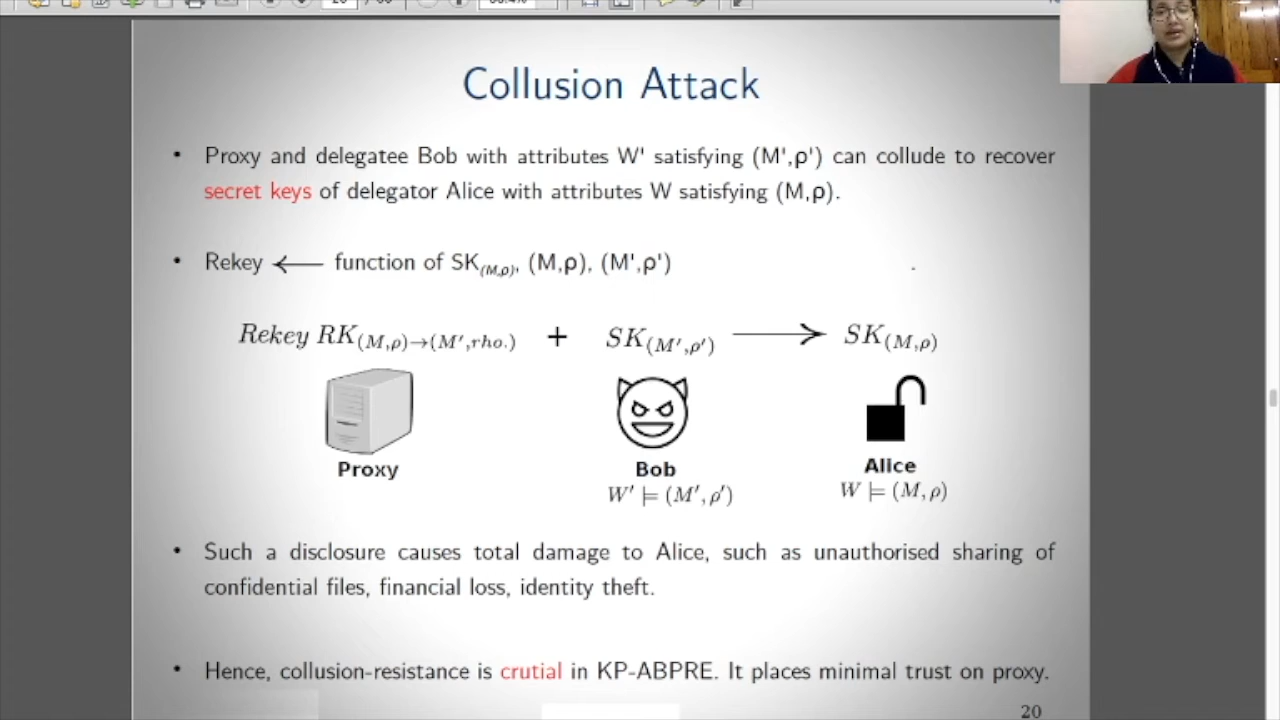 Collusion Attack
• Proxy and delegatee Bob with attributes W' satisfying (M',ρ') can collude to recover
secret keys of delegator Alice with attributes W satisfying (M,ρ).
• Rekey ⟵ function of SK(M,ρ), (M,ρ), (M',ρ')
Rekey RK(M,ρ)→(M',rho.) + SK(M',ρ') ⟶ SK(M,ρ)
Proxy Bob Alice
W' ⊨ (M',ρ') W ⊨ (M,ρ)
• Such a disclosure causes total damage to Alice, such as unauthorised sharing of
confidential files, financial loss, identity theft.
• Hence, collusion-resistance is crutial in KP-ABPRE. It places minimal trust on proxy.
20